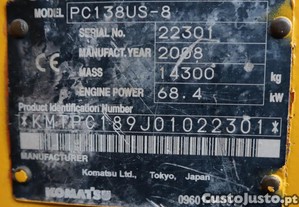 MODEL PC138US-8
SERIAL No. 22301
MANUFACT.YEAR 2008
MASS 14300 kg
ENGINE POWER 68.4 kW
Product Identification Number
*KMTPC189J01022301*
MANUFACTURER
Komatsu Ltd., Tokyo, Japan
KOMATSU
0960
CustoJusto.pt